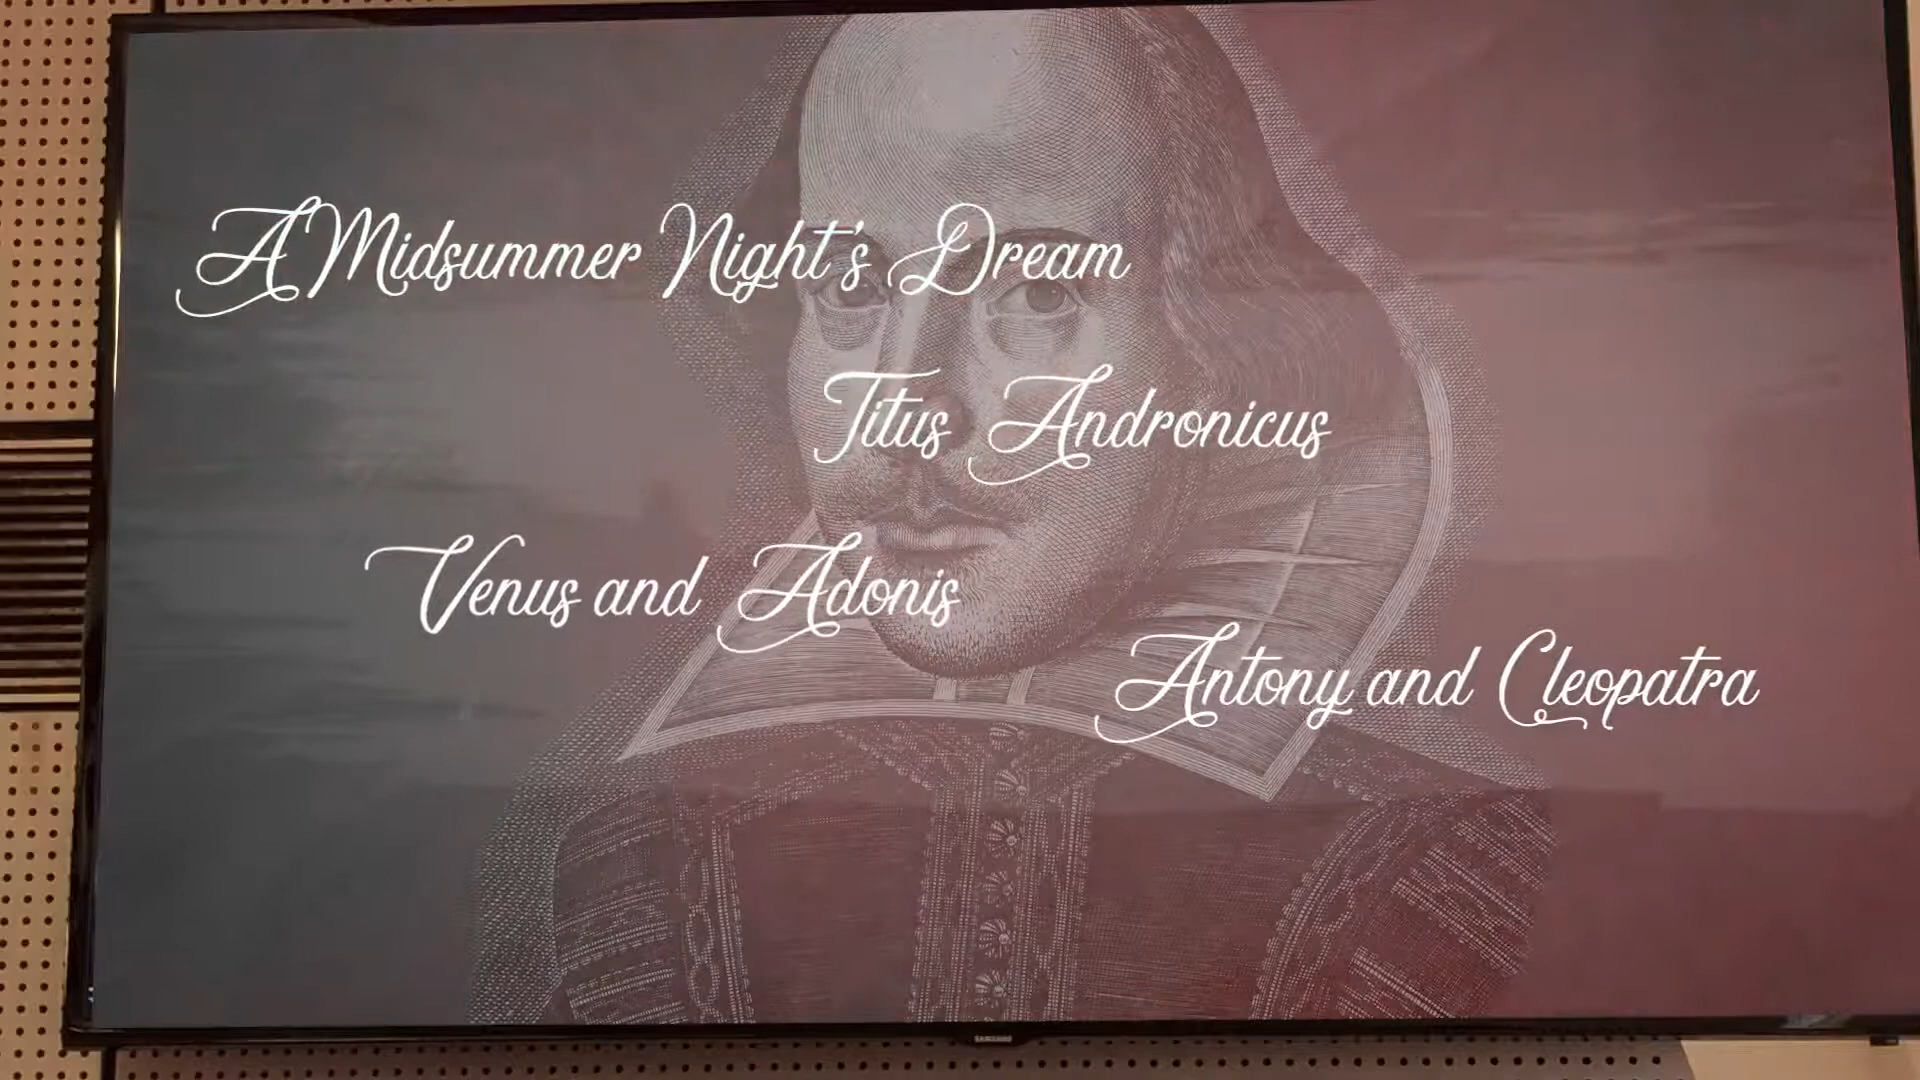 A Midsummer Night's Dream
Titus Andronicus
Venus and Adonis
Antony and Cleopatra